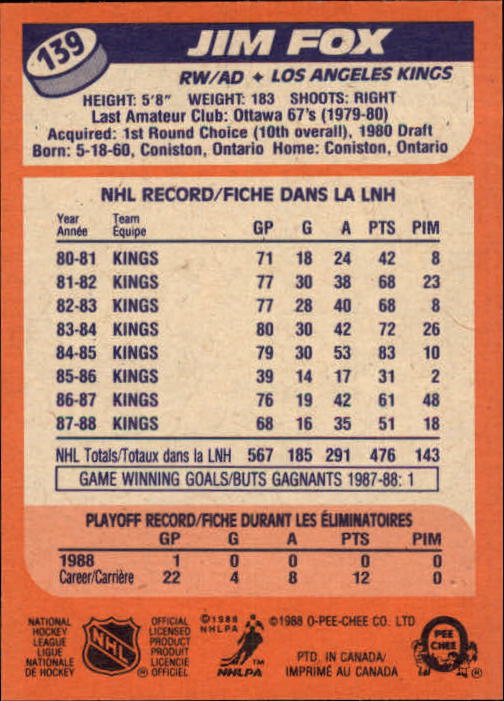 139
JIM FOX
RW/AD ♦ LOS ANGELES KINGS
HEIGHT: 5'8" WEIGHT: 183 SHOOTS: RIGHT
Last Amateur Club: Ottawa 67's (1979-80)
Acquired: 1st Round Choice (10th overall), 1980 Draft
Born: 5-18-60, Coniston, Ontario Home: Coniston, Ontario
NHL RECORD/FICHE DANS LA LNH
Year Team
Année Équipe GP G A PTS PIM
80-81 KINGS 71 18 24 42 8
81-82 KINGS 77 30 38 68 23
82-83 KINGS 77 28 40 68 8
83-84 KINGS 80 30 42 72 26
84-85 KINGS 79 30 53 83 10
85-86 KINGS 39 14 17 31 2
86-87 KINGS 76 19 42 61 48
87-88 KINGS 68 16 35 51 18
NHL Totals/Totaux dans la LNH 567 185 291 476 143
GAME WINNING GOALS/BUTS GAGNANTS 1987-88: 1
PLAYOFF RECORD/FICHE DURANT LES ÉLIMINATOIRES
GP G A PTS PIM
1988 1 0 0 0 0
Career/Carrière 22 4 8 12 0
NATIONAL
HOCKEY
LEAGUE
LIGUE
NATIONALE
DE HOCKEY
NHL
®
OFFICIAL
LICENSED
PRODUCT
PRODUIT
LICENCIE
OFFICIEL
©1988
NHLPA
™
NHLPA
©1988 O-PEE-CHEE CO. LTD
PTD. IN CANADA/
IMPRIMÉ AU CANADA
PEE
CHEE
®